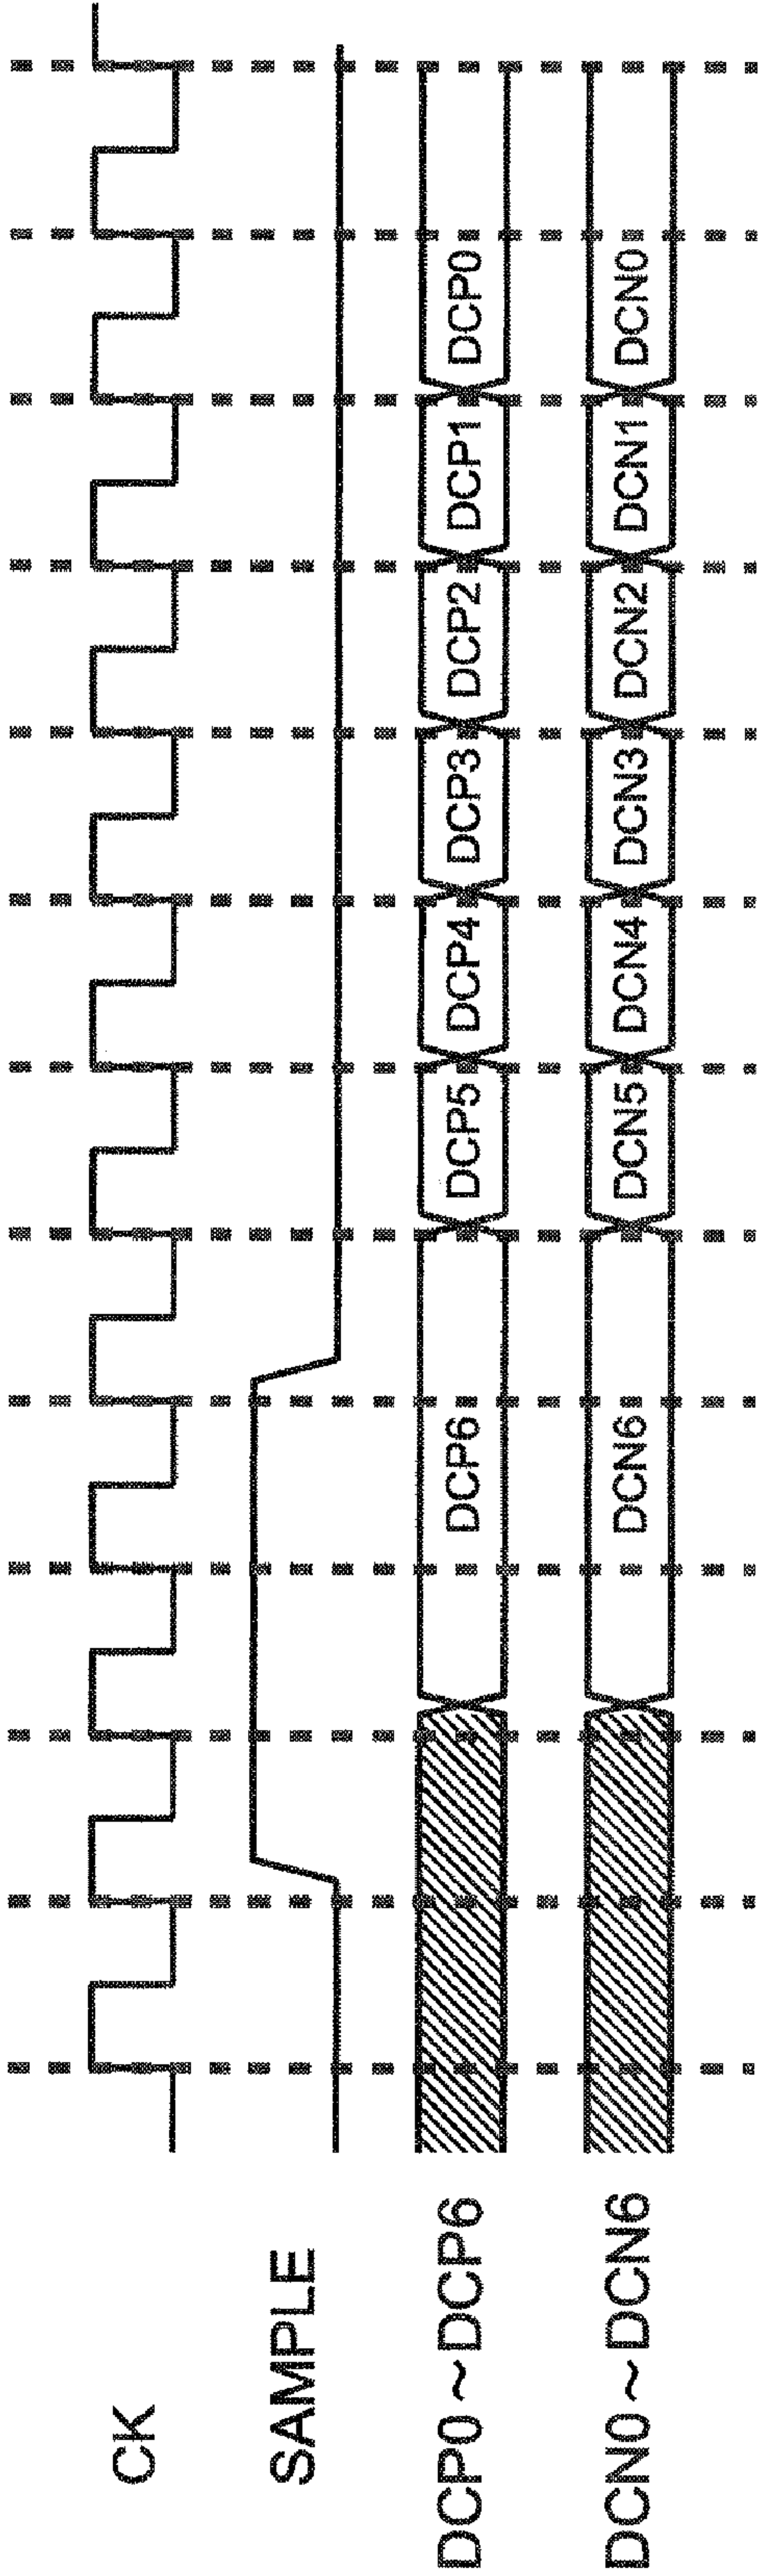 CK
SAMPLE
DCP0~DCP6 DCP6 DCP5 DCP4 DCP3 DCP2 DCP1 DCP0
DCN0~DCN6 DCN6 DCN5 DCN4 DCN3 DCN2 DCN1 DCN0